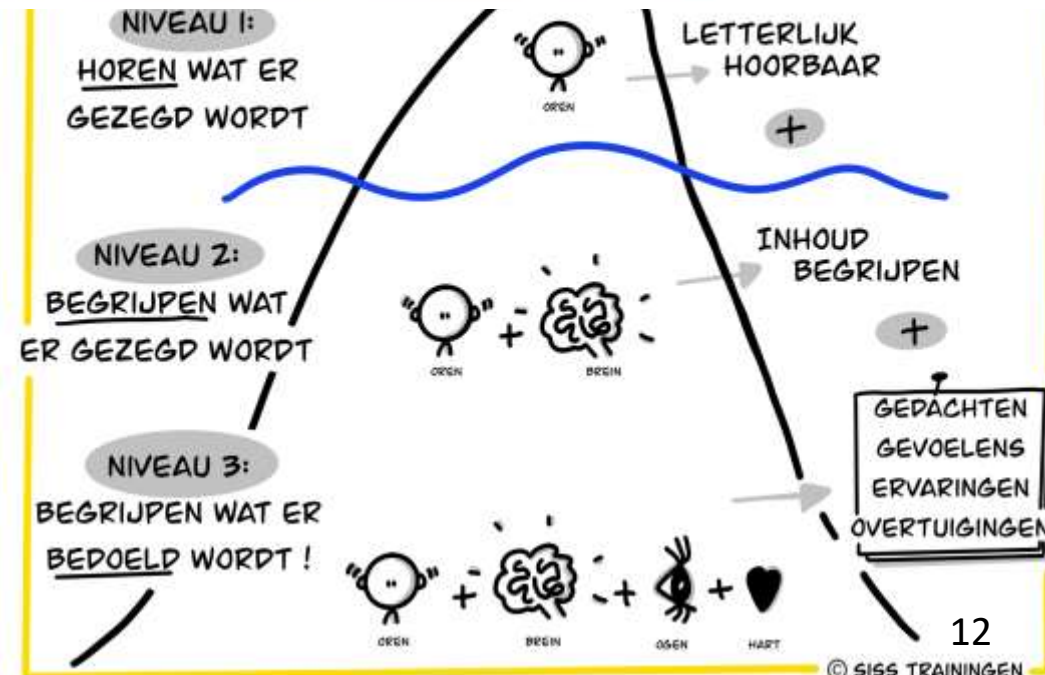 NIVEAU 1:
HOREN WAT ER
GEZEGD WORDT
OREN
LETTERLIJK
HOORBAAR
+
NIVEAU 2:
BEGRIJPEN WAT
ER GEZEGD WORDT
OREN
+
BREIN
INHOUD
BEGRIJPEN
+
NIVEAU 3:
BEGRIJPEN WAT ER
BEDOELD WORDT !
OREN
+
BREIN
+
OGEN
+
HART
GEDACHTEN
GEVOELENS
ERVARINGEN
OVERTUIGINGEN
12
© SISS TRAININGEN